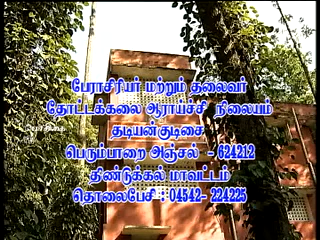 பேராசிரியர் மற்றும் தலைவர்
தோட்டக்கலை ஆராய்ச்சி நிலையம்
தடியன்குடிசை
பெரும்பாறை அஞ்சல் - 624212
திண்டுக்கல் மாவட்டம்
தொலைபேசி : 04542- 224225